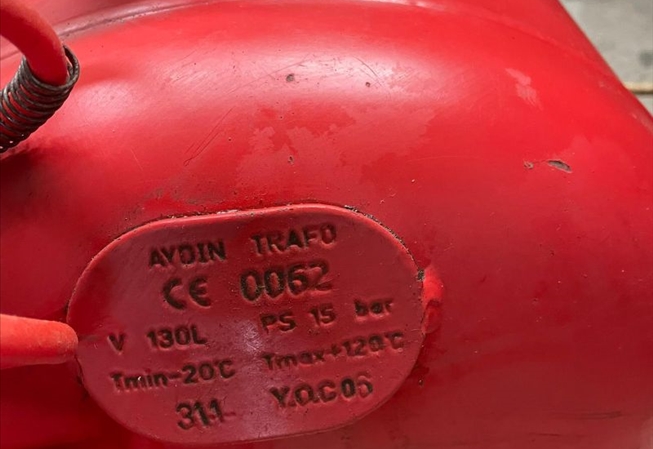 AYDIN TRAFO
CE 0062
V 130L PS 15 bar
Tmin-20°C Tmax+120°C
311 Y.O.C 06